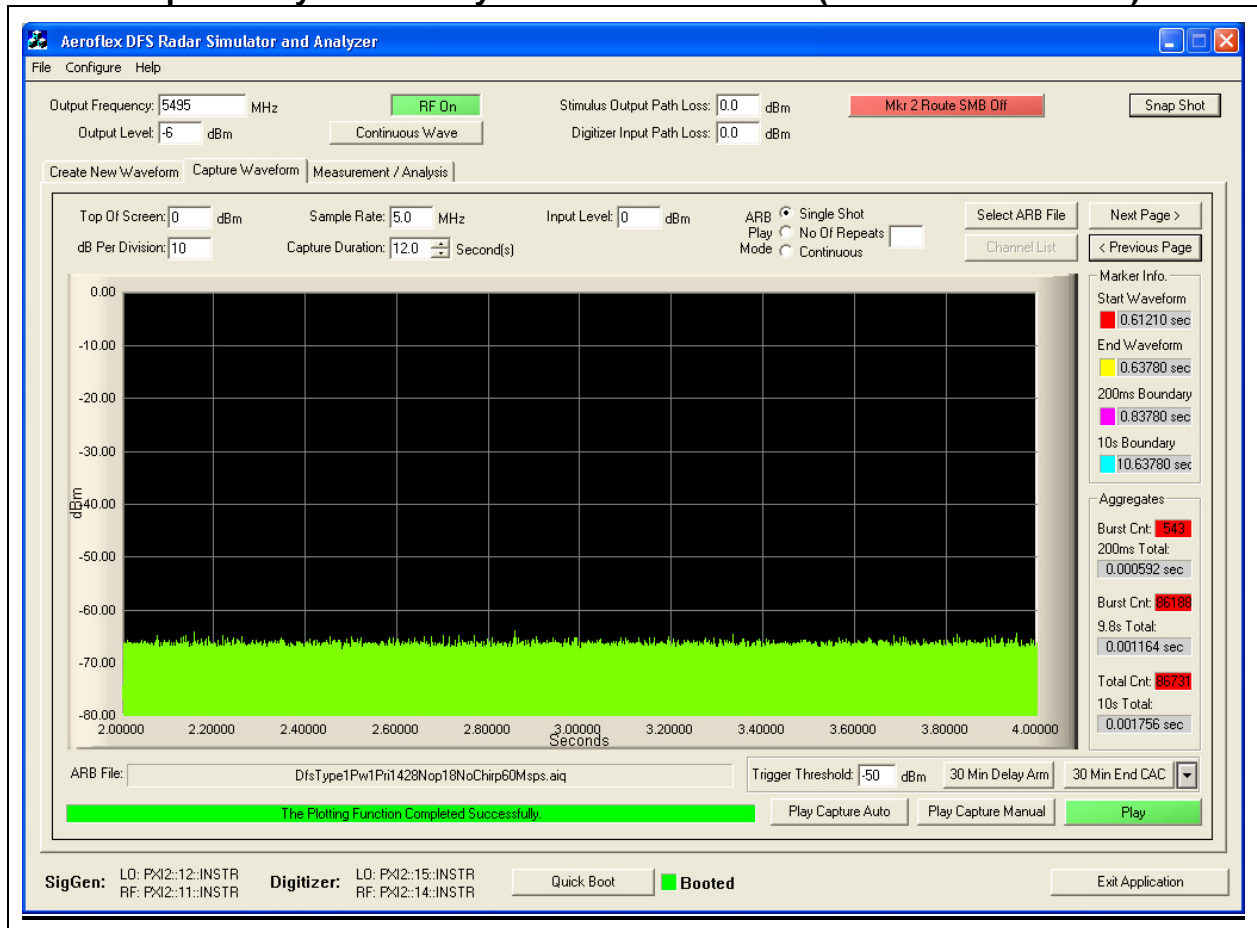 Aeroflex DFS Radar Simulator and Analyzer
File Configure Help
Output Frequency: 5495 MHz RF On Stimulus Output Path Loss: 0.0 dBm Mkr 2 Route SMB Off Snap Shot
Output Level: -6 dBm Continuous Wave Digitizer Input Path Loss: 0.0 dBm
Create New Waveform Capture Waveform Measurement / Analysis
Top Of Screen: 0 dBm Sample Rate: 5.0 MHz Input Level: 0 dBm ARB Play Mode Single Shot Select ARB File Next Page >
No Of Repeats
dB Per Division: 10 Capture Duration: 12.0 Second(s) Continuous Channel List < Previous Page
0.00
-10.00
-20.00
-30.00
-40.00
-50.00
-60.00
-70.00
-80.00
dBm
2.00000 2.20000 2.40000 2.60000 2.80000 3.00000 3.20000 3.40000 3.60000 3.80000 4.00000
Seconds
Marker Info.
Start Waveform
0.61210 sec
End Waveform
0.63780 sec
200ms Boundary
0.83780 sec
10s Boundary
10.63780 sec
Aggregates
Burst Cnt: 543
200ms Total:
0.000592 sec
Burst Cnt: 86188
9.8s Total:
0.001164 sec
Total Cnt: 86731
10s Total:
0.001756 sec
ARB File: DfsType1Pw1Pri1428Nop18NoChirp60Msps.aiq Trigger Threshold: -50 dBm 30 Min Delay Arm 30 Min End CAC
The Plotting Function Completed Successfully. Play Capture Auto Play Capture Manual Play
SigGen: LO: PXI2::12::INSTR Digitizer: LO: PXI2::15::INSTR Quick Boot Booted Exit Application
RF: PXI2::11::INSTR RF: PXI2::14::INSTR